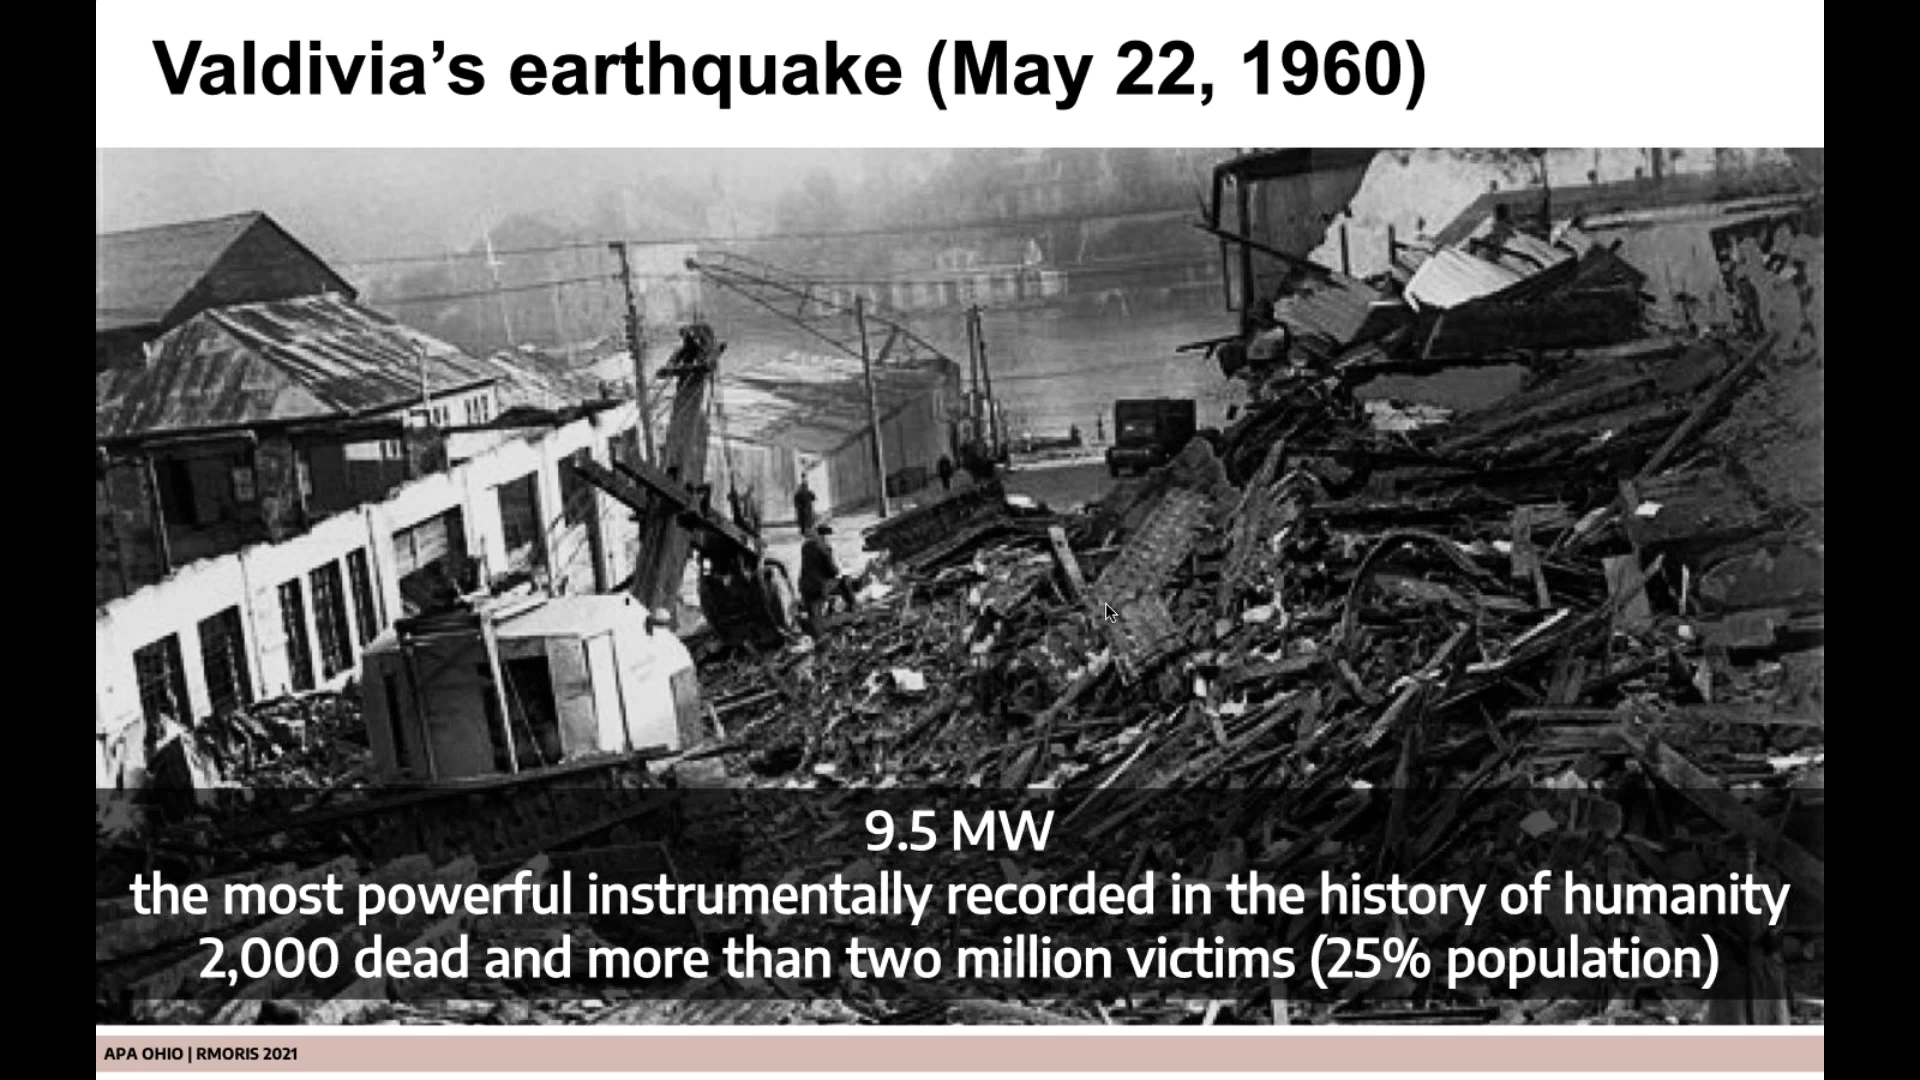 Valdivia’s earthquake (May 22, 1960)
9.5 MW
the most powerful instrumentally recorded in the history of humanity
2,000 dead and more than two million victims (25% population)
APA OHIO | RMORIS 2021